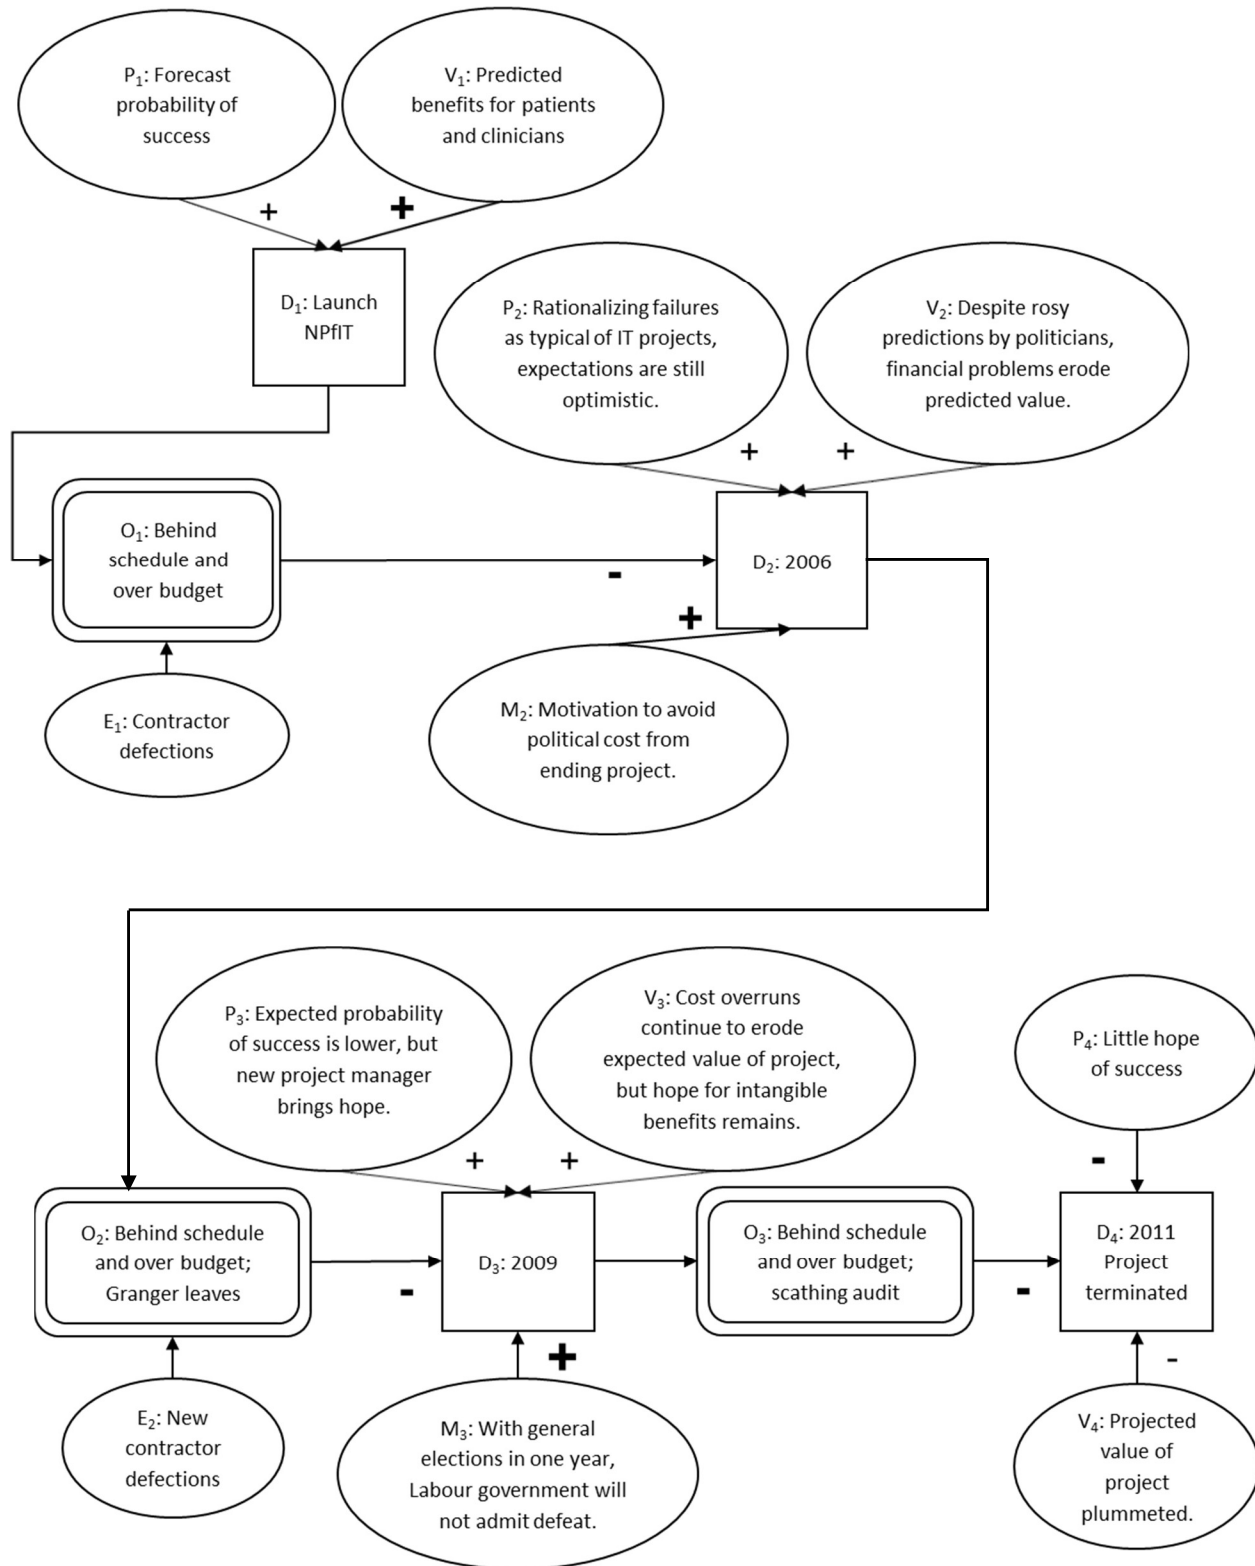 P₁: Forecast
probability of
success
V₁: Predicted
benefits for patients
and clinicians
+
+
D₁: Launch
NPfIT
P₂: Rationalizing failures
as typical of IT projects,
expectations are still
optimistic.
V₂: Despite rosy
predictions by politicians,
financial problems erode
predicted value.
+
+
O₁: Behind
schedule and
over budget
-
D₂: 2006
+
E₁: Contractor
defections
M₂: Motivation to avoid
political cost from
ending project.
P₃: Expected probability
of success is lower, but
new project manager
brings hope.
V₃: Cost overruns
continue to erode
expected value of project,
but hope for intangible
benefits remains.
P₄: Little hope
of success
+
+
-
O₂: Behind schedule
and over budget;
Granger leaves
-
D₃: 2009
O₃: Behind schedule
and over budget;
scathing audit
-
D₄: 2011
Project
terminated
+
-
E₂: New
contractor
defections
M₃: With general
elections in one year,
Labour government will
not admit defeat.
V₄: Projected
value of
project
plummeted.